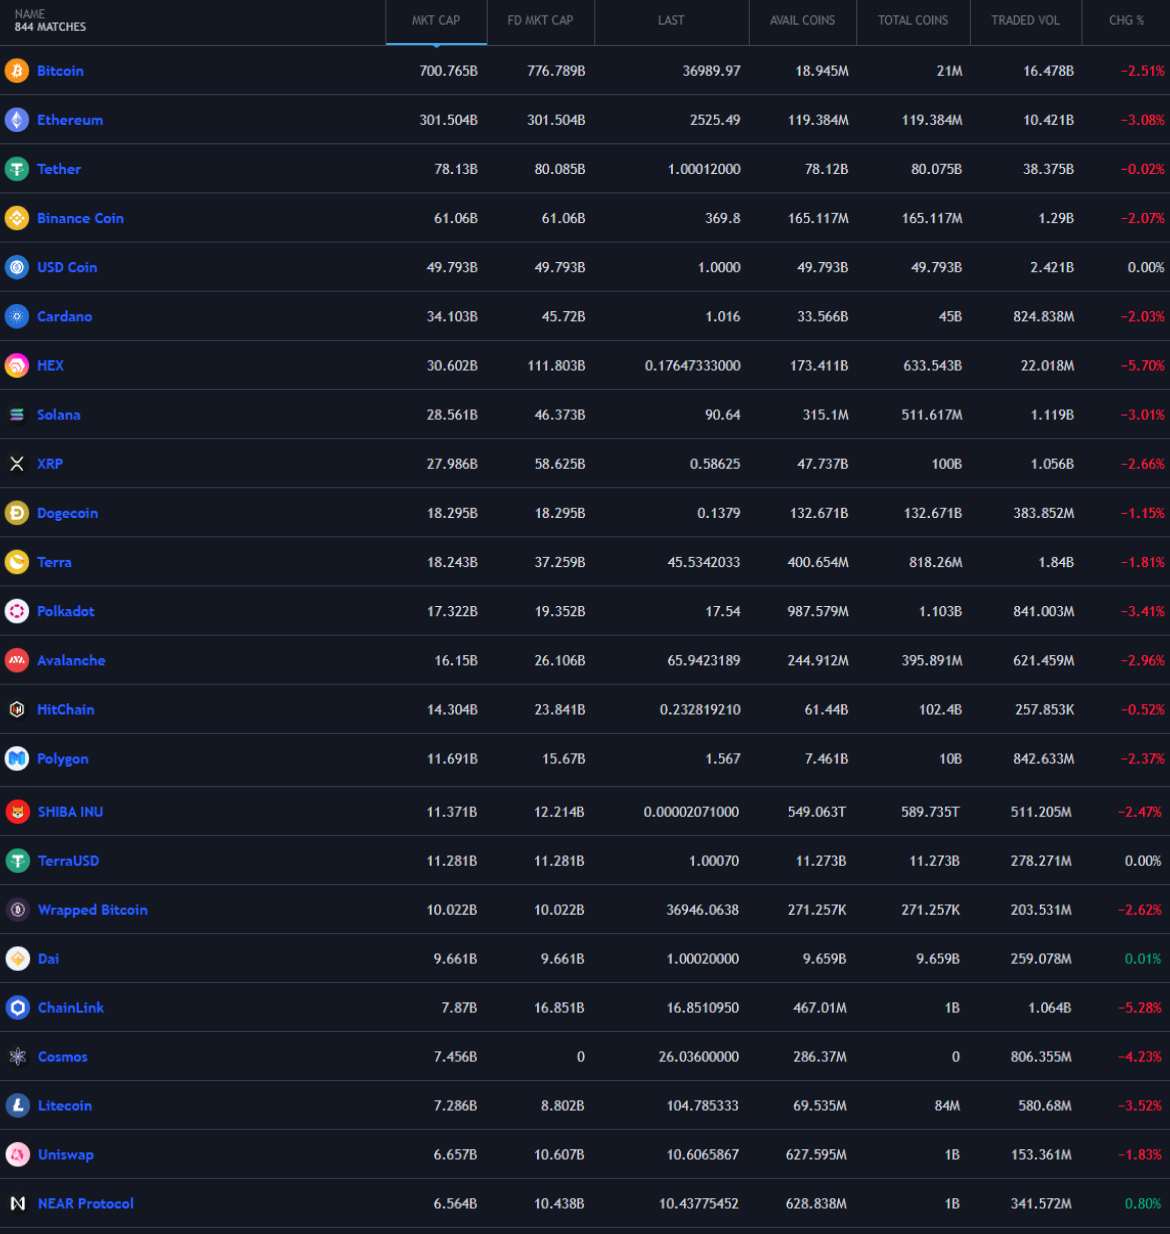 NAME MKT CAP FD MKT CAP LAST AVAIL COINS TOTAL COINS TRADED VOL CHG %
844 MATCHES
Bitcoin 700.765B 776.789B 36989.97 18.945M 21M 16.478B −2.51%
Ethereum 301.504B 301.504B 2525.49 119.384M 119.384M 10.421B −3.08%
Tether 78.13B 80.085B 1.00012000 78.12B 80.075B 38.375B −0.02%
Binance Coin 61.06B 61.06B 369.8 165.117M 165.117M 1.29B −2.07%
USD Coin 49.793B 49.793B 1.0000 49.793B 49.793B 2.421B 0.00%
Cardano 34.103B 45.72B 1.016 33.566B 45B 824.838M −2.03%
HEX 30.602B 111.803B 0.17647333000 173.411B 633.543B 22.018M −5.70%
Solana 28.561B 46.373B 90.64 315.1M 511.617M 1.119B −3.01%
XRP 27.986B 58.625B 0.58625 47.737B 100B 1.056B −2.66%
Dogecoin 18.295B 18.295B 0.1379 132.671B 132.671B 383.852M −1.15%
Terra 18.243B 37.259B 45.5342033 400.654M 818.26M 1.84B −1.81%
Polkadot 17.322B 19.352B 17.54 987.579M 1.103B 841.003M −3.41%
Avalanche 16.15B 26.106B 65.9423189 244.912M 395.891M 621.459M −2.96%
HitChain 14.304B 23.841B 0.232819210 61.44B 102.4B 257.853K −0.52%
Polygon 11.691B 15.67B 1.567 7.461B 10B 842.633M −2.37%
SHIBA INU 11.371B 12.214B 0.00002071000 549.063T 589.735T 511.205M −2.47%
TerraUSD 11.281B 11.281B 1.00070 11.273B 11.273B 278.271M 0.00%
Wrapped Bitcoin 10.022B 10.022B 36946.0638 271.257K 271.257K 203.531M −2.62%
Dai 9.661B 9.661B 1.00020000 9.659B 9.659B 259.078M 0.01%
ChainLink 7.87B 16.851B 16.8510950 467.01M 1B 1.064B −5.28%
Cosmos 7.456B 0 26.03600000 286.37M 0 806.355M −4.23%
Litecoin 7.286B 8.802B 104.785333 69.535M 84M 580.68M −3.52%
Uniswap 6.657B 10.607B 10.6065867 627.595M 1B 153.361M −1.83%
NEAR Protocol 6.564B 10.438B 10.43775452 628.838M 1B 341.572M 0.80%